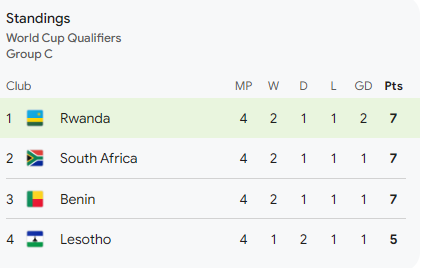 Standings
World Cup Qualifiers
Group C
Club MP W D L GD Pts
1 Rwanda 4 2 1 1 2 7
2 South Africa 4 2 1 1 1 7
3 Benin 4 2 1 1 1 7
4 Lesotho 4 1 2 1 1 5